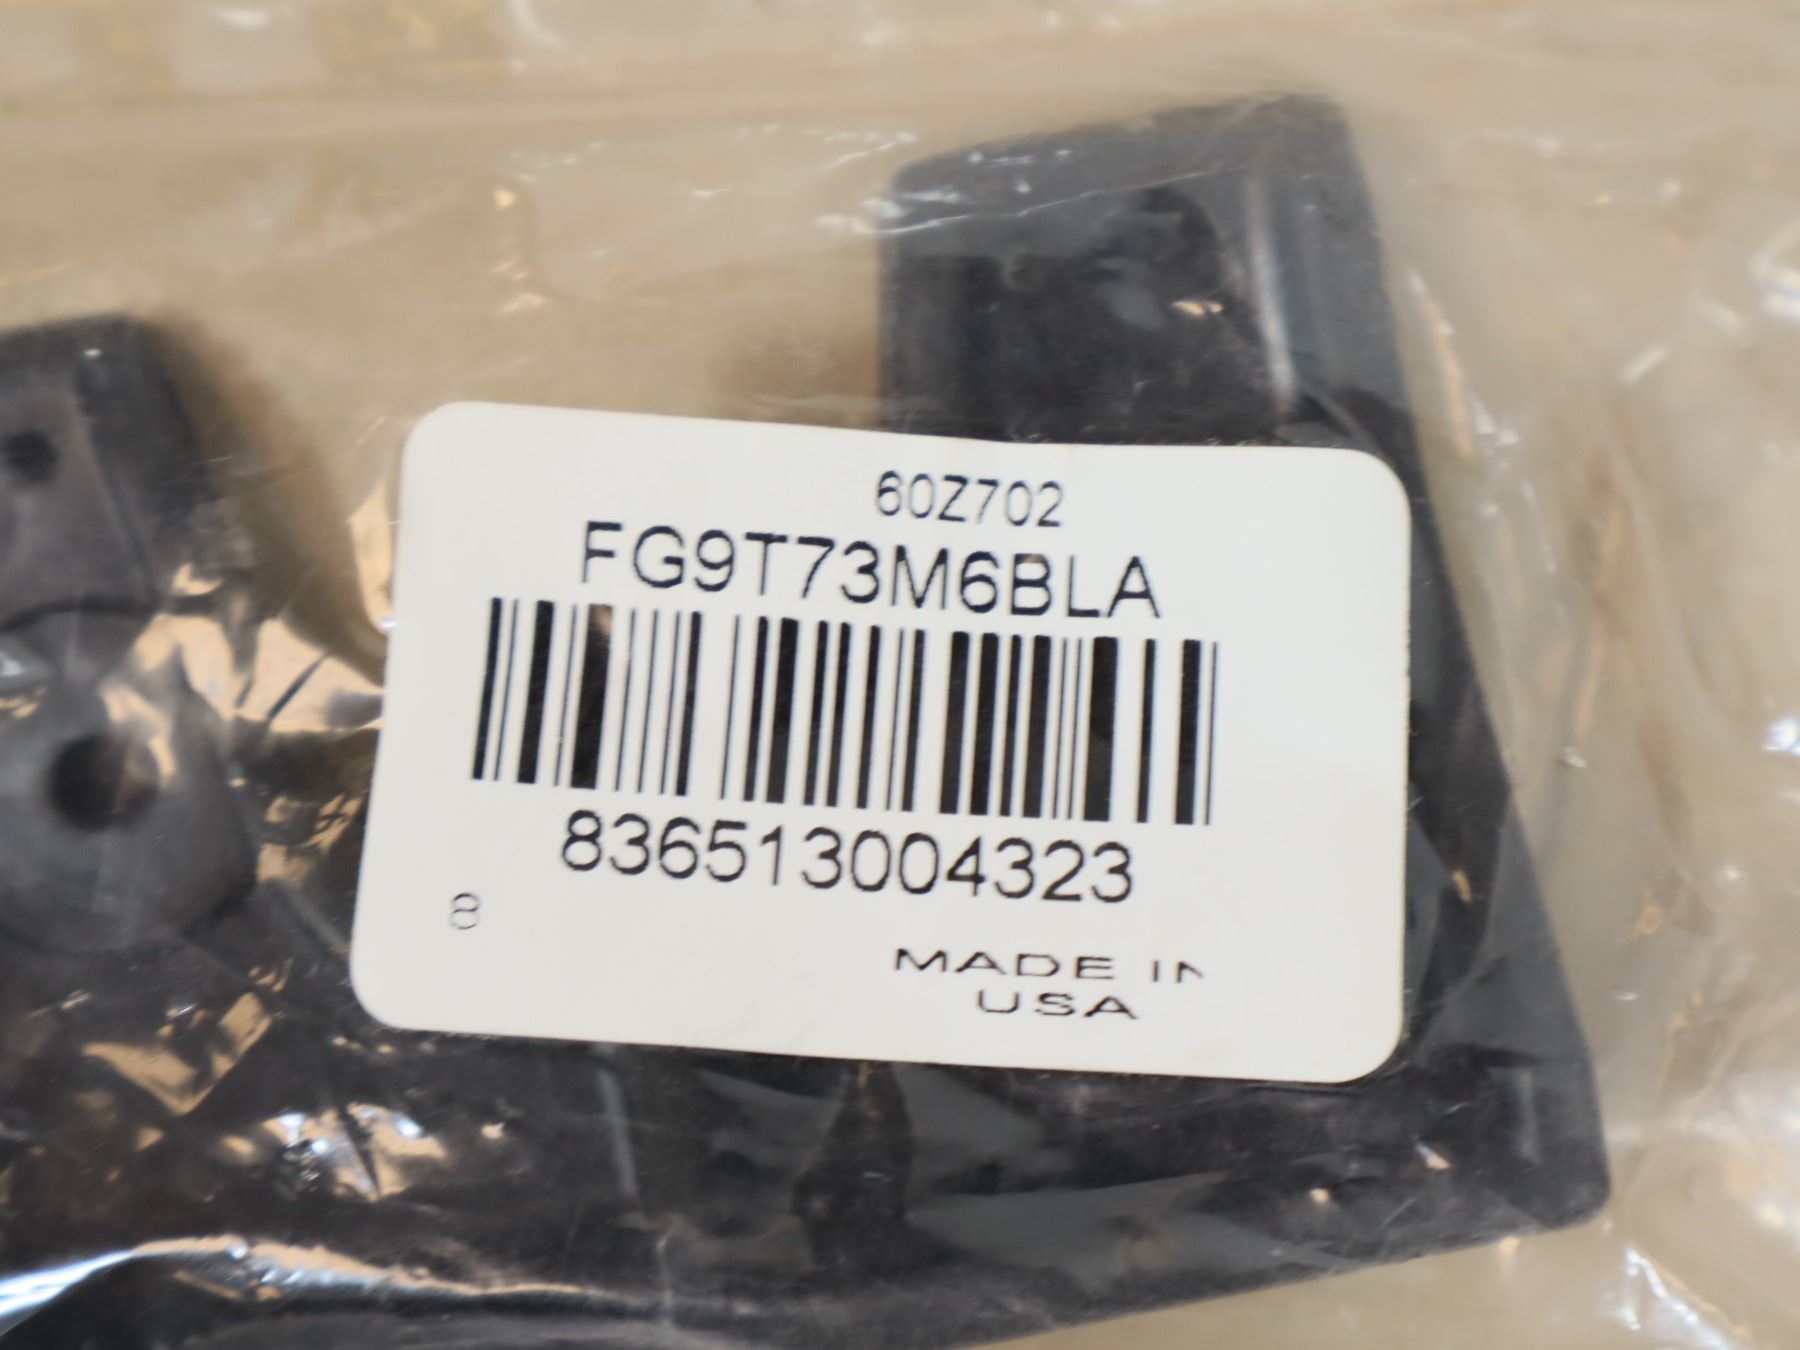 60Z702
FG9T73M6BLA
836513004323
8
MADE IN
USA